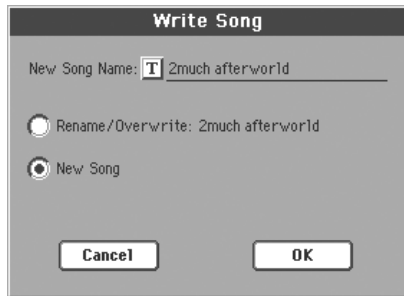 Write Song
New Song Name: T 2much afterworld
Rename/Overwrite: 2much afterworld
New Song
Cancel OK